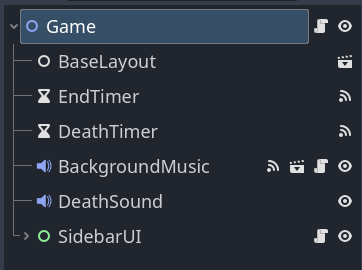 Game
BaseLayout
EndTimer
DeathTimer
BackgroundMusic
DeathSound
SidebarUI